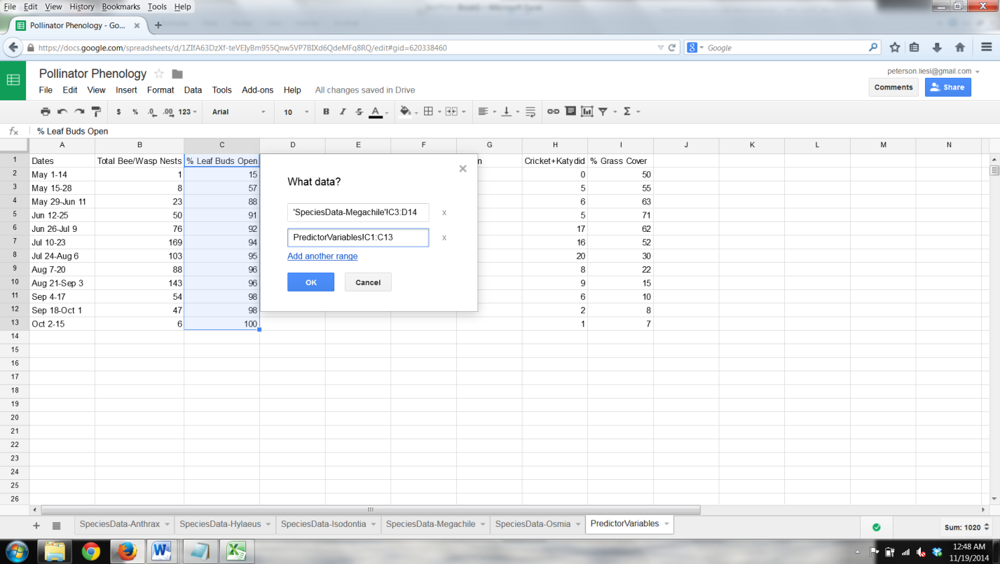 File Edit View History Bookmarks Tools Help
Pollinator Phenology - Go... × +
https://docs.google.com/spreadsheets/d/1ZIfA63DzXf-teVEIyBm955Qnw5VP7BIXd6QdeMFq8RQ/edit#gid=620338460 8 Google
Pollinator Phenology peterson.liesl@gmail.com
File Edit View Insert Format Data Tools Add-ons Help All changes saved in Drive Comments Share
$ % .0 .00 123 Arial 10 B I S A Σ
fx % Leaf Buds Open
A B C D E F G H I J K L M N
1 Dates Total Bee/Wasp Nests % Leaf Buds Open n Cricket+Katydid % Grass Cover
2 May 1-14 1 15 0 50
3 May 15-28 8 57 5 55
4 May 29-Jun 11 23 88 6 63
5 Jun 12-25 50 91 5 71
6 Jun 26-Jul 9 76 92 17 62
7 Jul 10-23 169 94 16 52
8 Jul 24-Aug 6 103 95 20 30
9 Aug 7-20 88 96 8 22
10 Aug 21-Sep 3 143 96 9 15
11 Sep 4-17 54 98 6 10
12 Sep 18-Oct 1 47 98 2 8
13 Oct 2-15 6 100 1 7
14
15
16
17
18
19
20
21
22
23
24
25
26
What data?
'SpeciesData-Megachile'!C3:D14 x
PredictorVariables!C1:C13 x
Add another range
OK Cancel
+ SpeciesData-Anthrax SpeciesData-Hylaeus SpeciesData-Isodontia SpeciesData-Megachile SpeciesData-Osmia PredictorVariables Sum: 1020
12:48 AM
11/19/2014